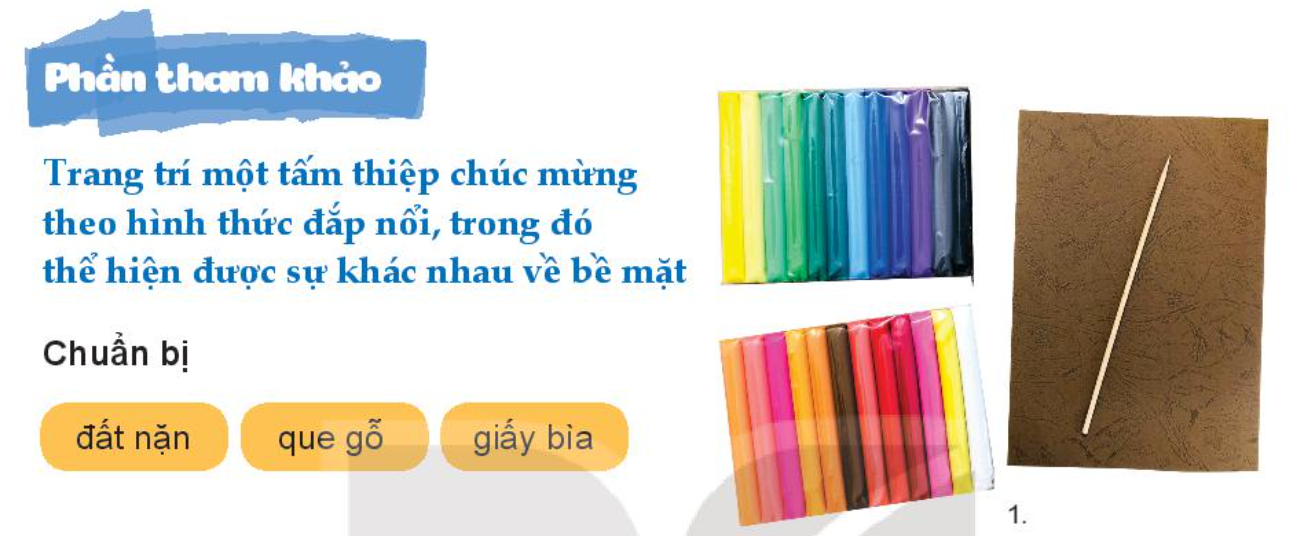 Phần tham khảo
Trang trí một tấm thiệp chúc mừng
theo hình thức đắp nổi, trong đó
thể hiện được sự khác nhau về bề mặt
Chuẩn bị
đất nặn
que gỗ
giấy bìa
1.